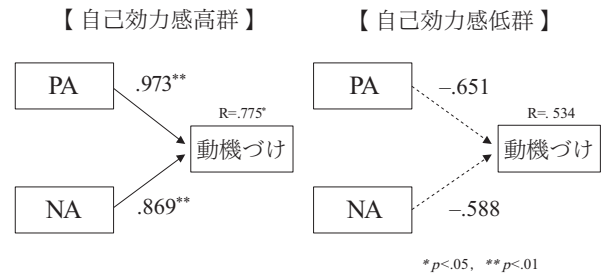 【 自己効力感高群 】
PA
.973**
R=.775*
動機づけ
NA
.869**
【 自己効力感低群 】
PA
–.651
R=. 534
動機づけ
NA
–.588
* p<.05, ** p<.01